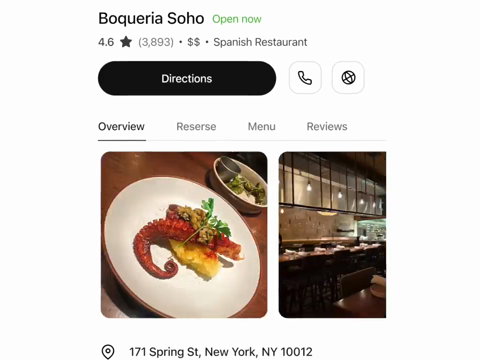 Boqueria Soho Open now
4.6 ★ (3,893) • $$ • Spanish Restaurant
Directions
Overview Reserse Menu Reviews
171 Spring St, New York, NY 10012